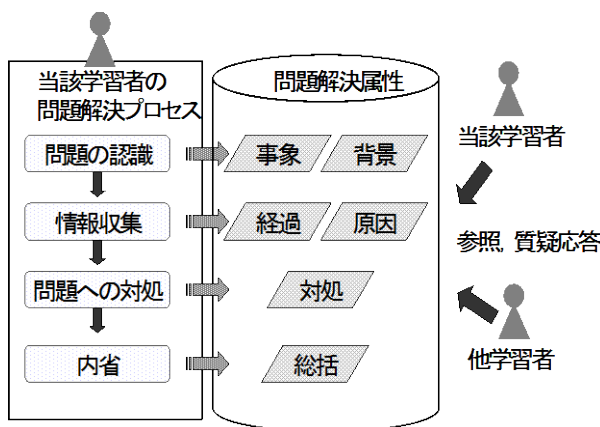 当該学習者の
問題解決プロセス
問題の認識
情報収集
問題への対処
内省
問題解決属性
事象
背景
経過
原因
対処
総括
当該学習者
参照, 質疑応答
他学習者